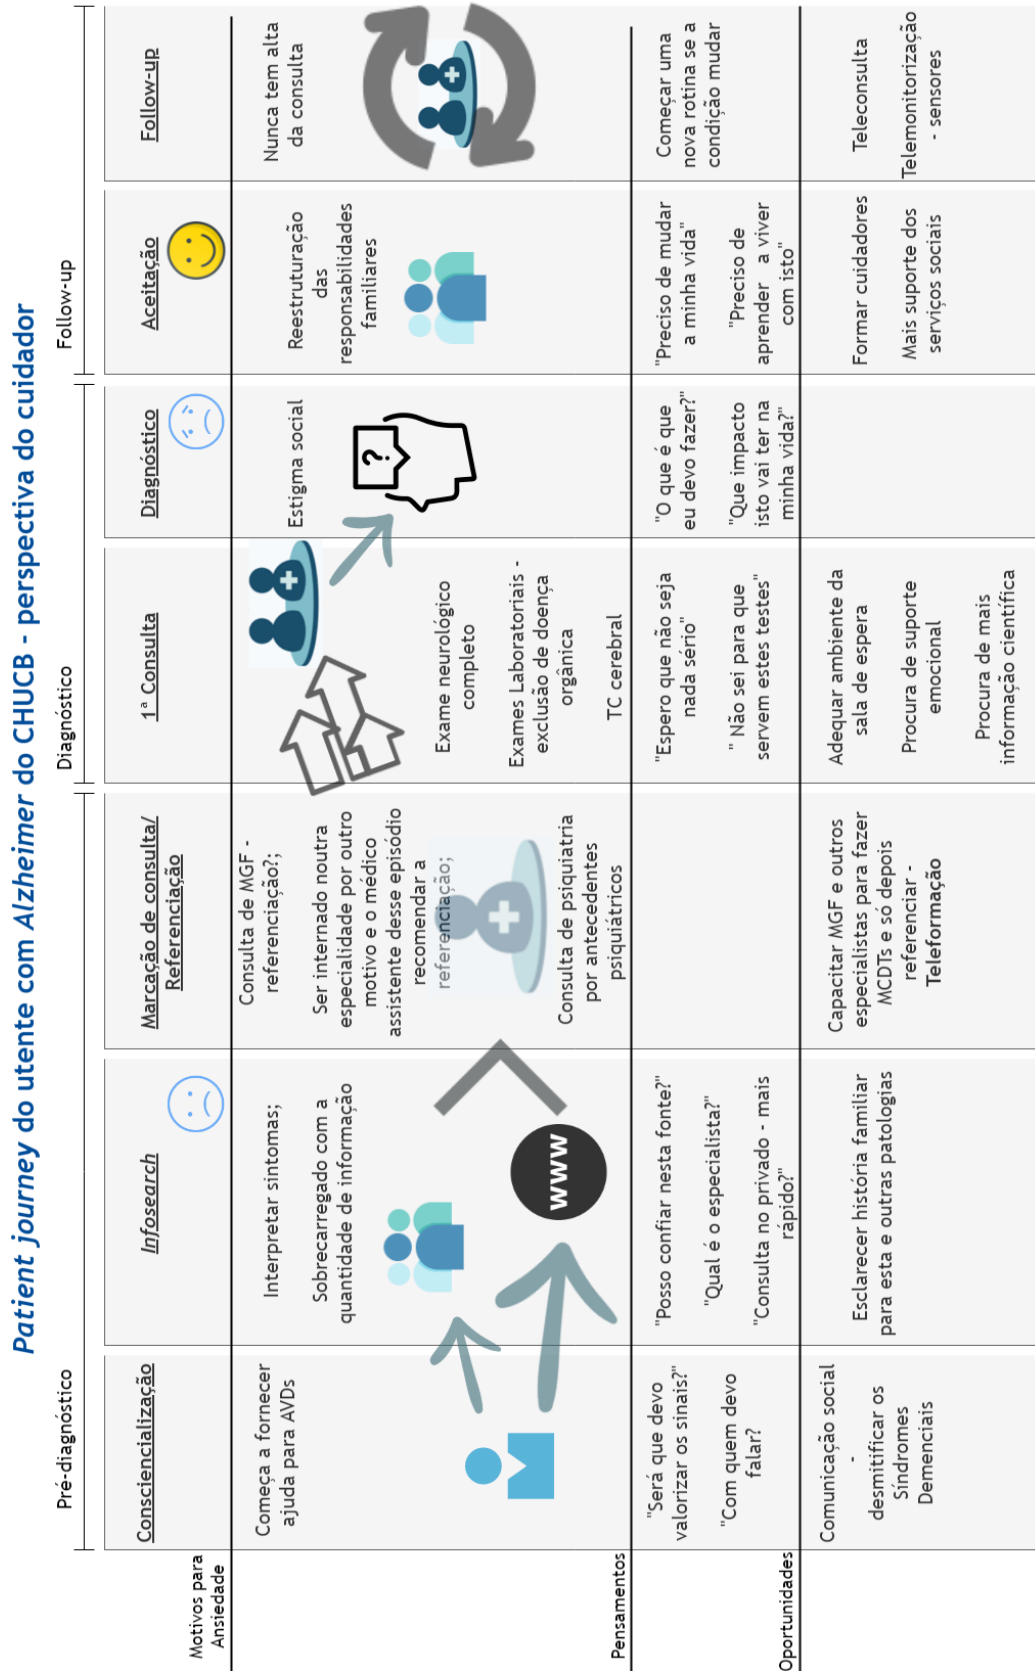 Patient journey do utente com Alzheimer do CHUCB - perspectiva do cuidador
Pré-diagnóstico
Diagnóstico
Follow-up
Consciencialização
Infosearch
Marcação de consulta/
Referenciação
1ª Consulta
Diagnóstico
Aceitação
Follow-up
Motivos para
Ansiedade
Começa a fornecer
ajuda para AVDs
Interpretar sintomas;
Sobrecarregado com a
quantidade de informação
www
Consulta de MGF -
referenciação?;
Ser internado noutra
especialidade por outro
motivo e o médico
assistente desse episódio
recomendar a
referenciação;
Consulta de psiquiatria
por antecedentes
psiquiátricos
Exame neurológico
completo
Exames Laboratoriais -
exclusão de doença
orgânica
TC cerebral
Estigma social
?
Reestruturação
das
responsabilidades
familiares
Nunca tem alta
da consulta
Pensamentos
"Será que devo
valorizar os sinais?"
"Com quem devo
falar?
"Posso confiar nesta fonte?"
"Qual é o especialista?"
"Consulta no privado - mais
rápido?"
"Espero que não seja
nada sério"
" Não sei para que
servem estes testes"
"O que é que
eu devo fazer?"
"Que impacto
isto vai ter na
minha vida?"
"Preciso de mudar
a minha vida"
"Preciso de
aprender a viver
com isto"
Começar uma
nova rotina se a
condição mudar
Oportunidades
Comunicação social
-
desmitificar os
Síndromes
Demenciais
Esclarecer história familiar
para esta e outras patologias
Capacitar MGF e outros
especialistas para fazer
MCDTs e só depois
referenciar -
Teleformação
Adequar ambiente da
sala de espera
Procura de suporte
emocional
Procura de mais
informação científica
Formar cuidadores
Mais suporte dos
serviços sociais
Teleconsulta
Telemonitorização
- sensores